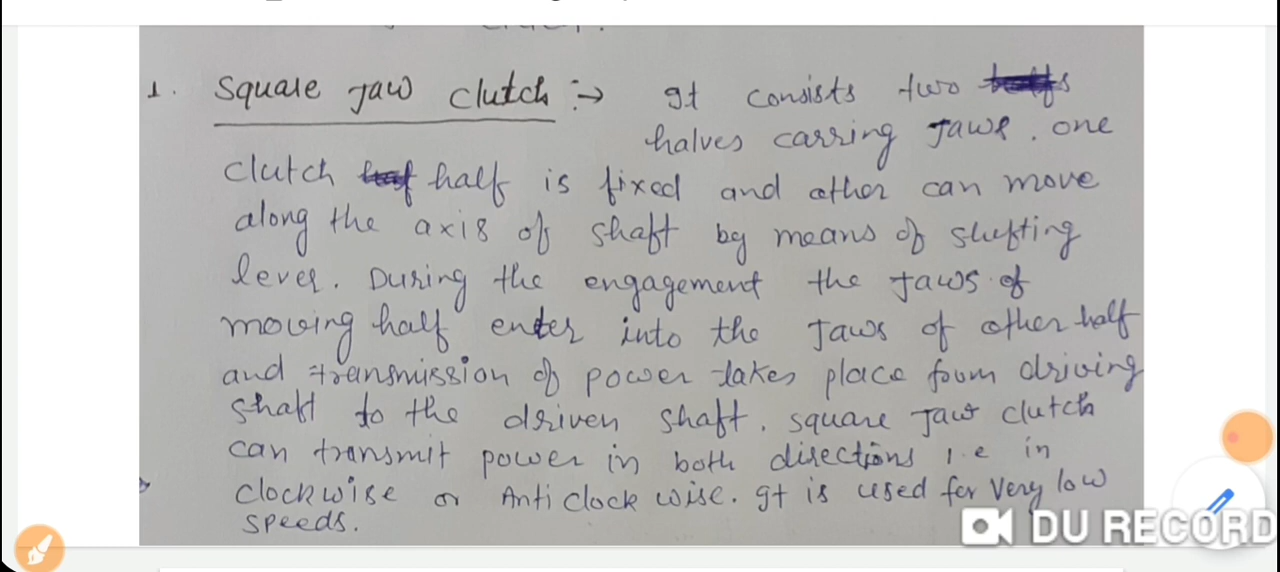 1. Square Jaw Clutch :→ It consists two
halves carring Jaws. one
clutch half is fixed and other can move
along the axis of shaft by means of shifting
lever. During the engagement the Jaws of
moving half enter into the Jaws of other half
and transmission of power takes place from driving
shaft to the driven shaft. square Jaw clutch
can transmit power in both directions i.e in
clockwise or Anti clock wise. It is used for Very low
speeds.
DU RECORD